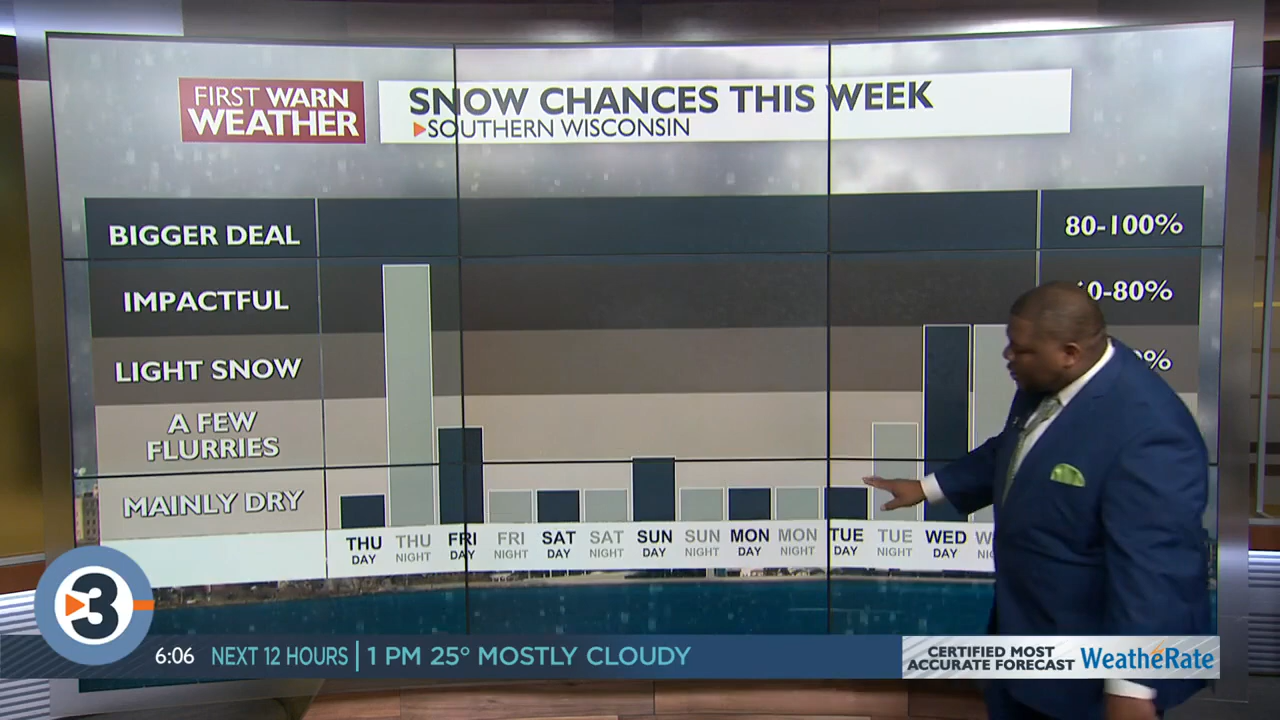 FIRST WARN
WEATHER
SNOW CHANCES THIS WEEK
SOUTHERN WISCONSIN
BIGGER DEAL
80-100%
IMPACTFUL
0-80%
LIGHT SNOW
%
A FEW
FLURRIES
MAINLY DRY
THU THU FRI FRI SAT SAT SUN SUN MON MON TUE TUE WED
DAY NIGHT DAY NIGHT DAY NIGHT DAY NIGHT DAY NIGHT DAY NIGHT DAY
3
6:06 NEXT 12 HOURS 1 PM 25° MOSTLY CLOUDY
CERTIFIED MOST
ACCURATE FORECAST
WeatheRate